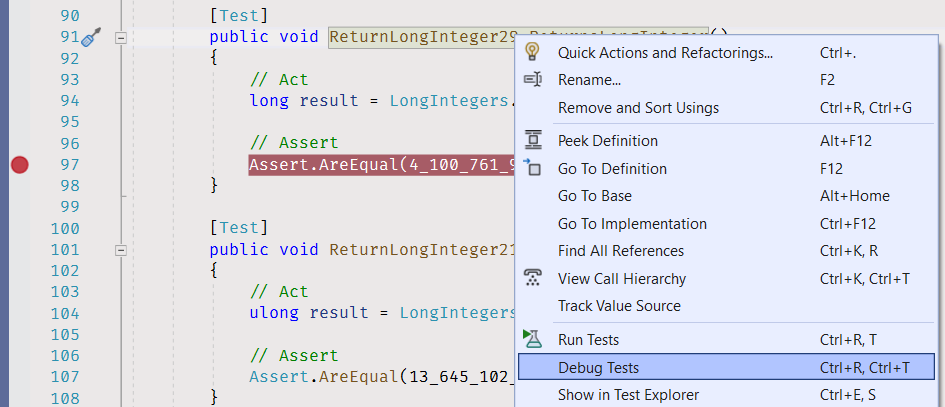 90 [Test]
91 public void ReturnLongInteger29_ReturnsLongInteger()
92 {
93 // Act
94 long result = LongIntegers.
95
96 // Assert
97 Assert.AreEqual(4_100_761_9
98 }
99
100 [Test]
101 public void ReturnLongInteger21
102 {
103 // Act
104 ulong result = LongIntegers
105
106 // Assert
107 Assert.AreEqual(13_645_102_
108 }
Quick Actions and Refactorings... Ctrl+.
Rename... F2
Remove and Sort Usings Ctrl+R, Ctrl+G
Peek Definition Alt+F12
Go To Definition F12
Go To Base Alt+Home
Go To Implementation Ctrl+F12
Find All References Ctrl+K, R
View Call Hierarchy Ctrl+K, Ctrl+T
Track Value Source
Run Tests Ctrl+R, T
Debug Tests Ctrl+R, Ctrl+T
Show in Test Explorer Ctrl+E, S